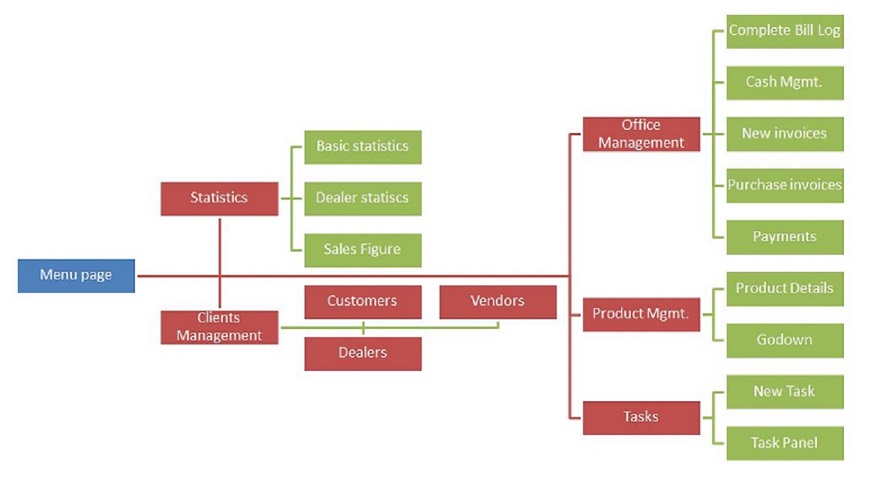 Menu page
Statistics
Basic statistics
Dealer statiscs
Sales Figure
Clients
Management
Customers
Vendors
Dealers
Office
Management
Complete Bill Log
Cash Mgmt.
New invoices
Purchase invoices
Payments
Product Mgmt.
Product Details
Godown
Tasks
New Task
Task Panel